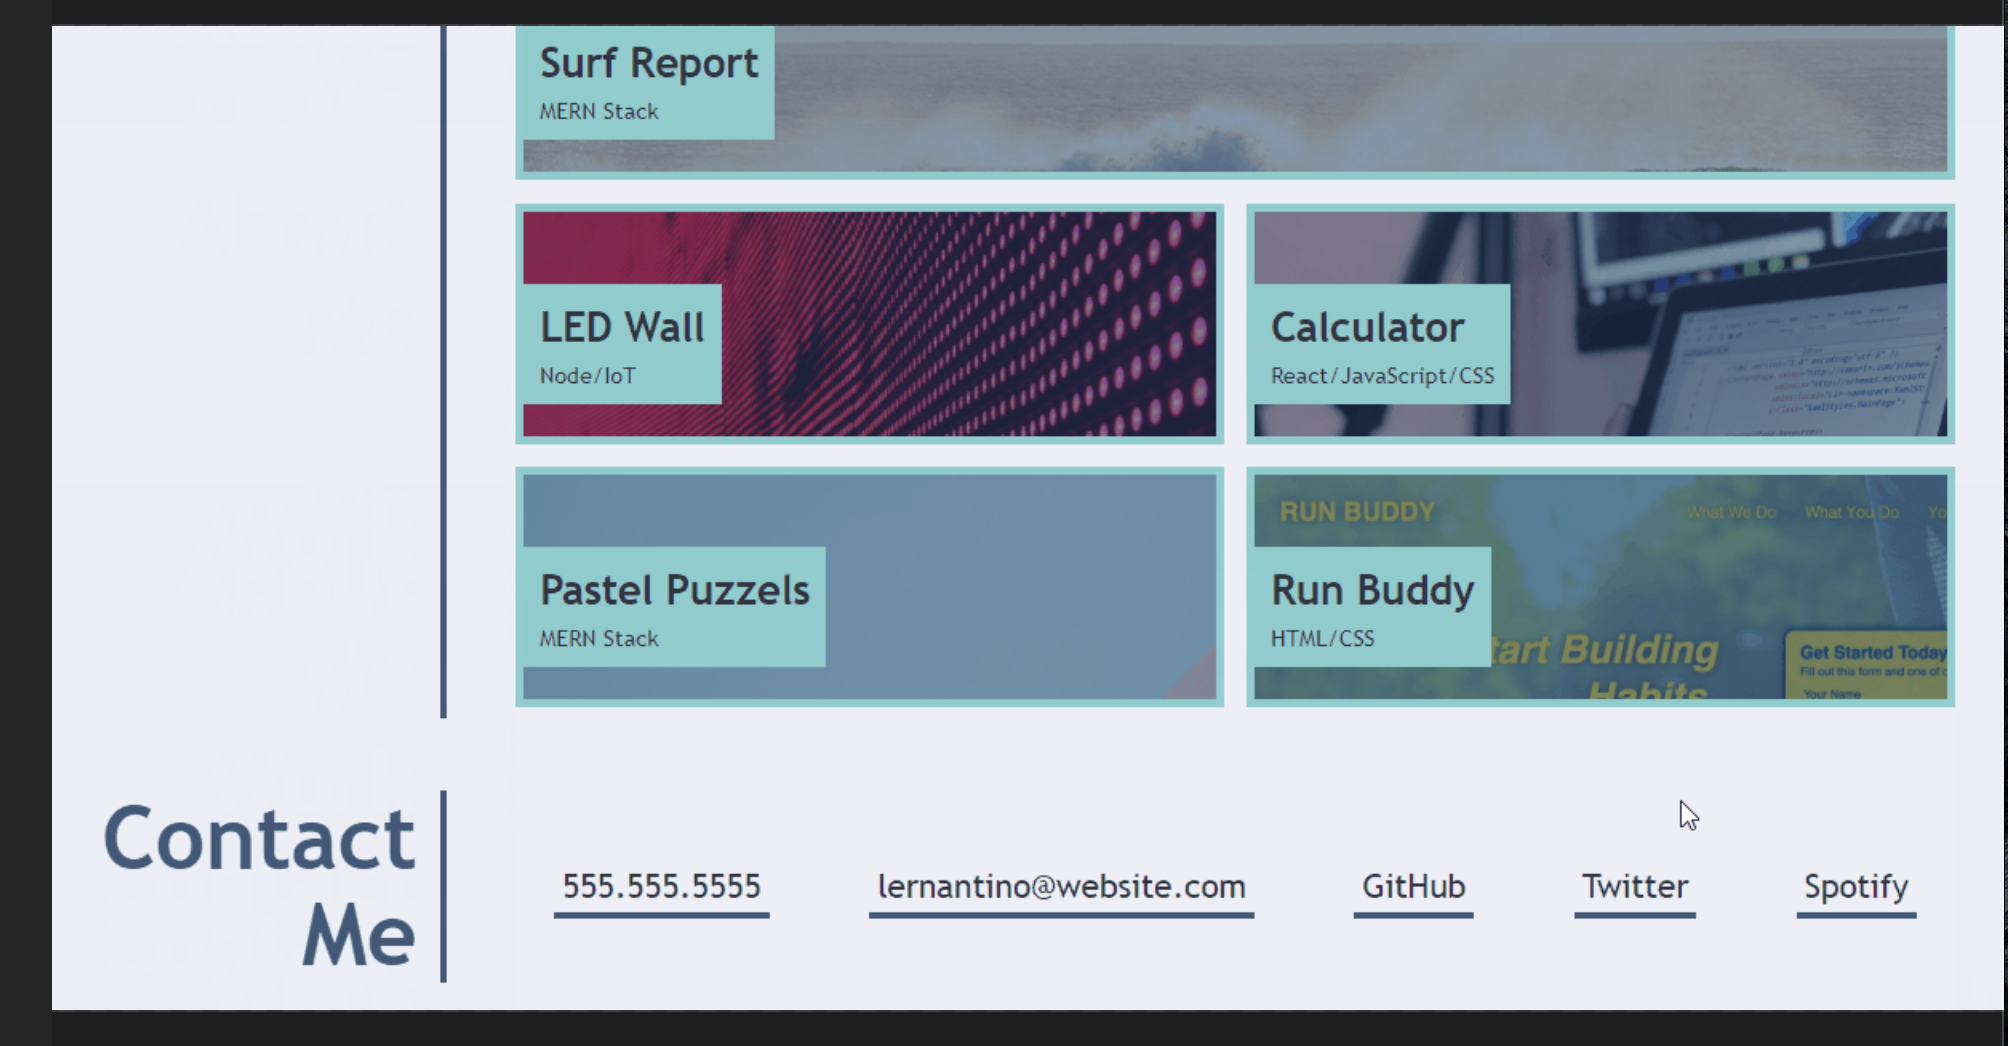 Surf Report
MERN Stack
LED Wall
Node/IoT
Calculator
React/JavaScript/CSS
Pastel Puzzels
MERN Stack
RUN BUDDY
What We Do What You Do Yo
Run Buddy
HTML/CSS
tart Building
Habits
Get Started Today
Fill out this form and one of
Your Name
Contact
Me
555.555.5555 lernantino@website.com GitHub Twitter Spotify